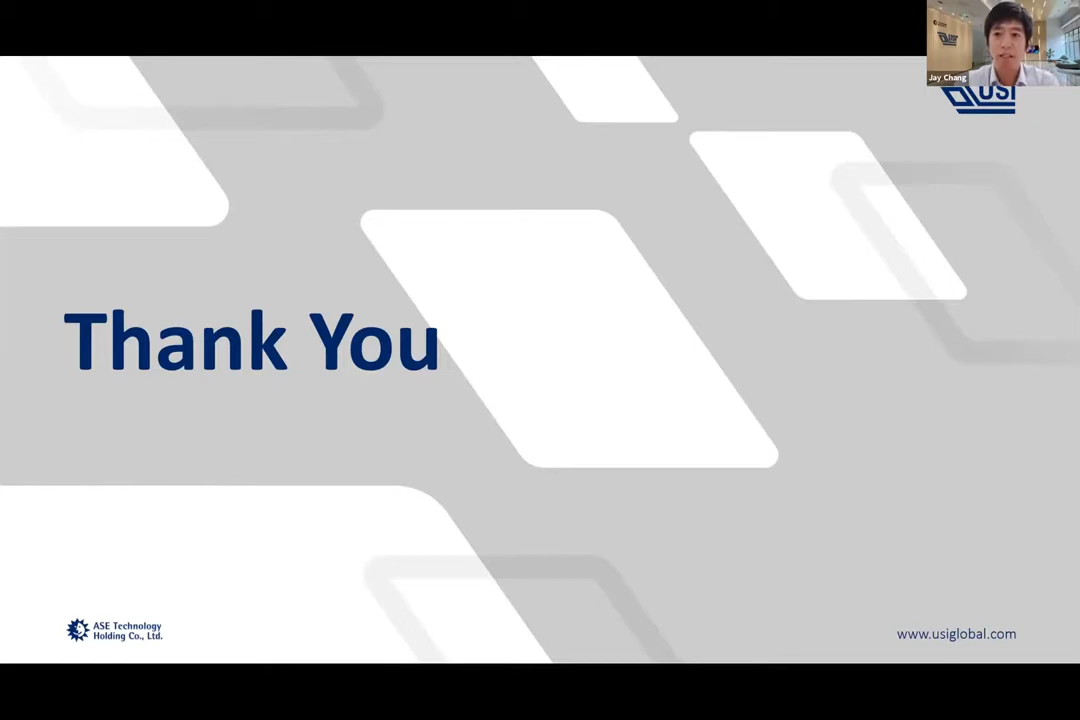 Jay Chang
USI
Thank You
ASE Technology
Holding Co., Ltd.
www.usiglobal.com